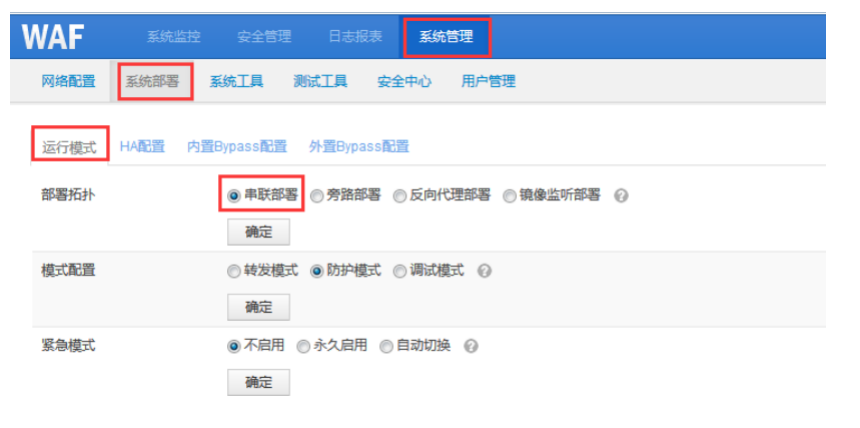 WAF 系统监控 安全管理 日志报表 系统管理
网络配置 系统部署 系统工具 测试工具 安全中心 用户管理
运行模式 HA配置 内置Bypass配置 外置Bypass配置
部署拓扑 串联部署 旁路部署 反向代理部署 镜像监听部署 ?
确定
模式配置 转发模式 防护模式 调试模式 ?
确定
紧急模式 不启用 永久启用 自动切换 ?
确定